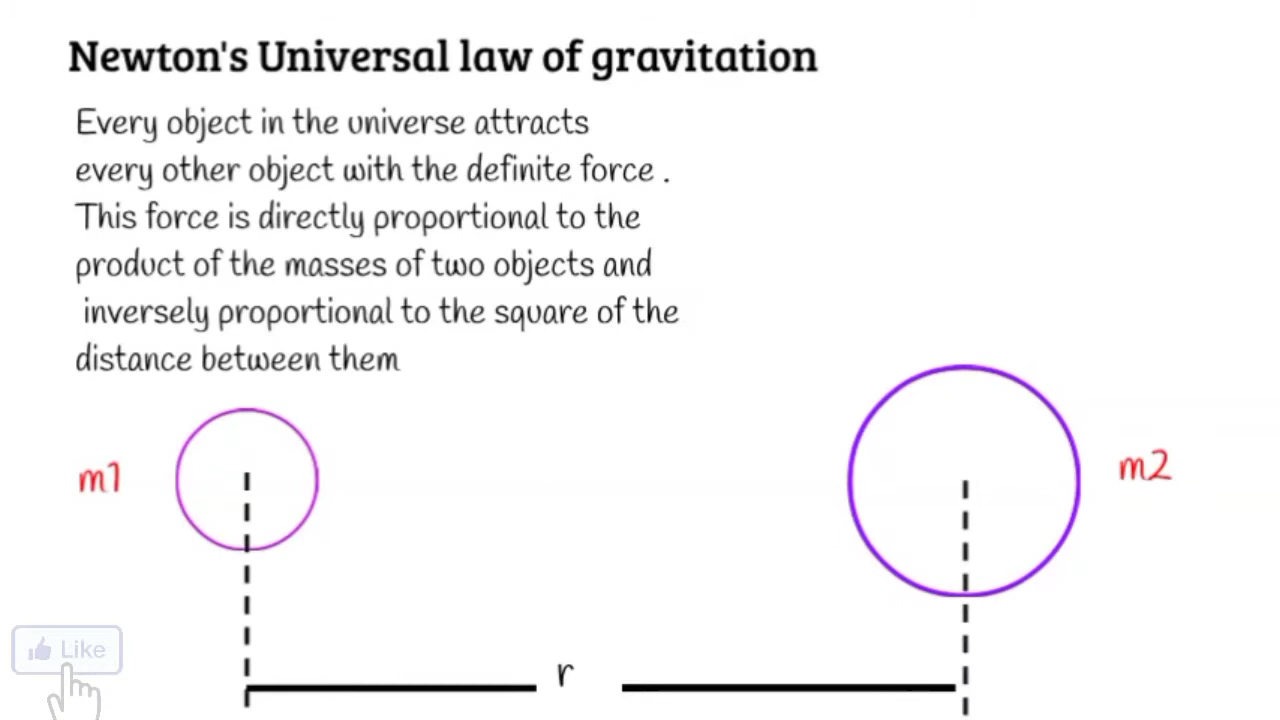 Newton's Universal law of gravitation
Every object in the universe attracts
every other object with the definite force .
This force is directly proportional to the
product of the masses of two objects and
inversely proportional to the square of the
distance between them
m1
m2
Like
r